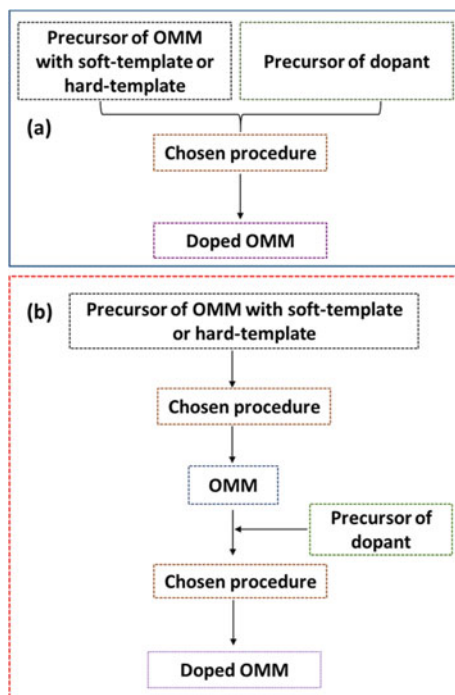 Precursor of OMM
with soft-template or
hard-template
Precursor of dopant
(a)
Chosen procedure
Doped OMM
(b)
Precursor of OMM with soft-template
or hard-template
Chosen procedure
OMM
Precursor of
dopant
Chosen procedure
Doped OMM